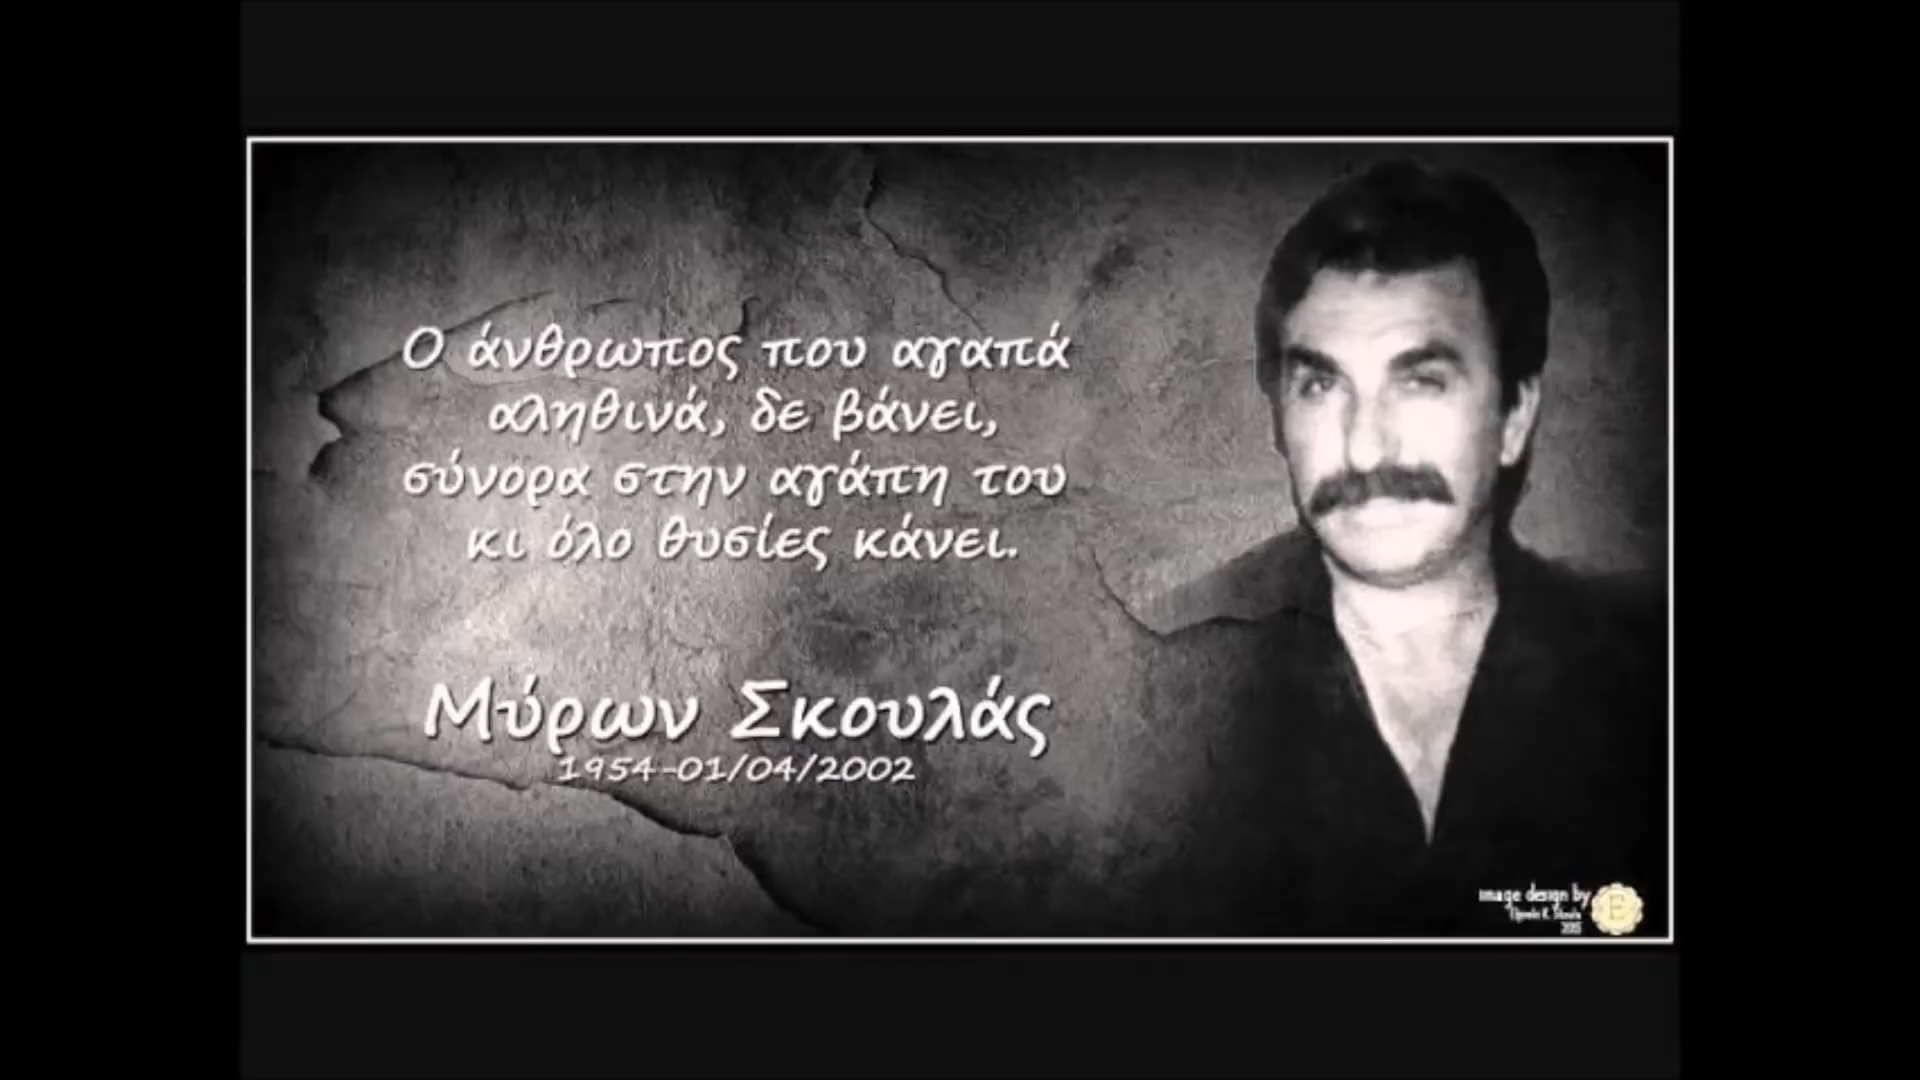 Ο άνθρωπος που αγαπά
αληθινά, δε βάνει,
σύνορα στην αγάπη του
κι όλο θυσίες κάνει.
Μύρων Σκουλάς
1954-01/04/2002
image design by
E